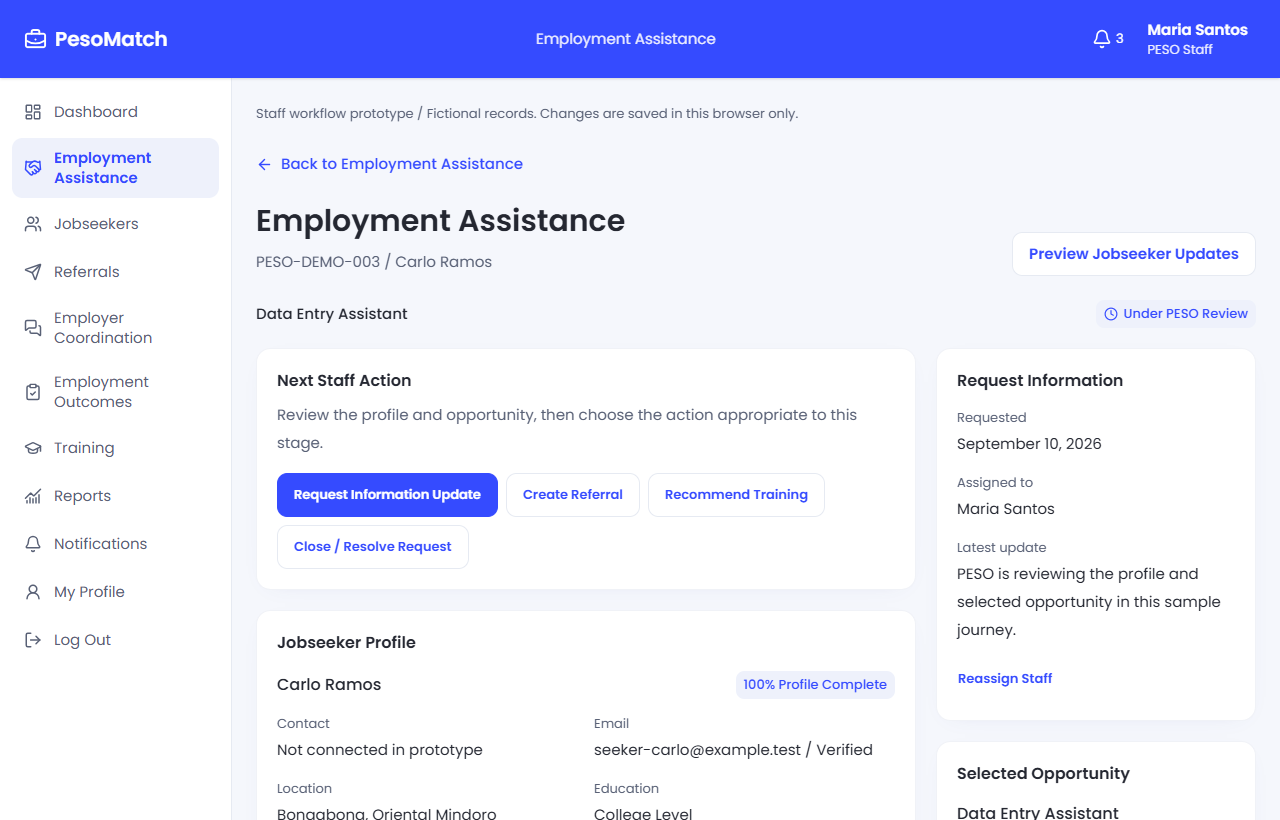 PesoMatch
Employment Assistance
3
Maria Santos
PESO Staff
Dashboard
Employment
Assistance
Jobseekers
Referrals
Employer
Coordination
Employment
Outcomes
Training
Reports
Notifications
My Profile
Log Out
Staff workflow prototype / Fictional records. Changes are saved in this browser only.
Back to Employment Assistance
Employment Assistance
PESO-DEMO-003 / Carlo Ramos
Preview Jobseeker Updates
Data Entry Assistant
Under PESO Review
Next Staff Action
Review the profile and opportunity, then choose the action appropriate to this
stage.
Request Information Update
Create Referral
Recommend Training
Close / Resolve Request
Jobseeker Profile
Carlo Ramos
100% Profile Complete
Contact
Not connected in prototype
Email
seeker-carlo@example.test / Verified
Location
Bongabong, Oriental Mindoro
Education
College Level
Request Information
Requested
September 10, 2026
Assigned to
Maria Santos
Latest update
PESO is reviewing the profile and
selected opportunity in this sample
journey.
Reassign Staff
Selected Opportunity
Data Entry Assistant